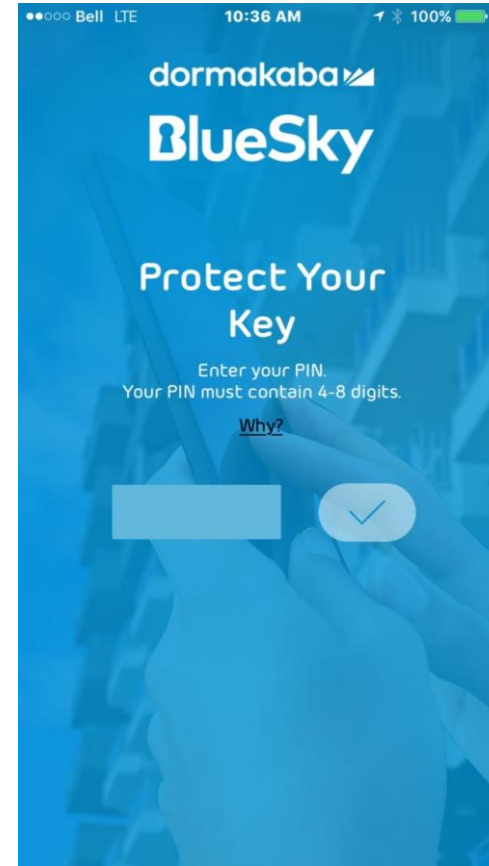 Bell LTE 10:36 AM 100%
dormakaba
BlueSky
Protect Your
Key
Enter your PIN.
Your PIN must contain 4-8 digits.
Why?